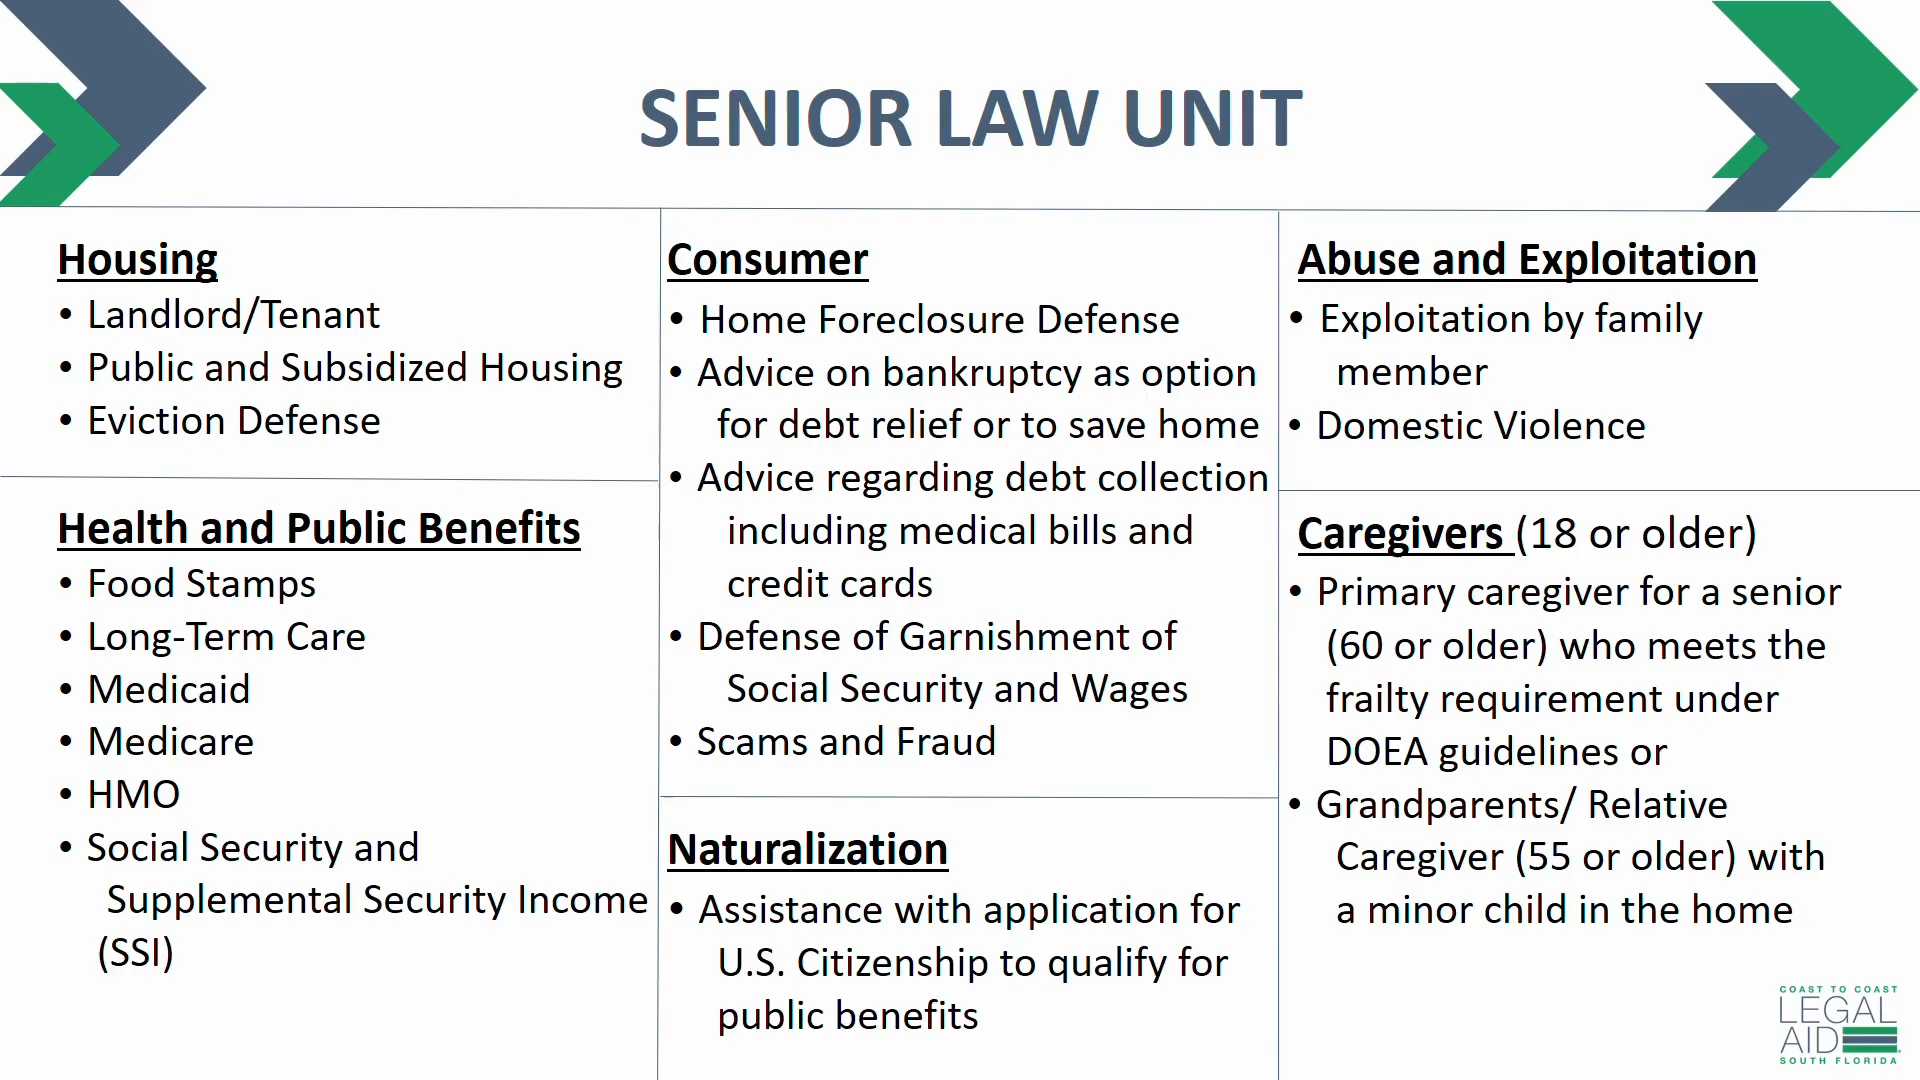 SENIOR LAW UNIT
Housing
• Landlord/Tenant
• Public and Subsidized Housing
• Eviction Defense
Health and Public Benefits
• Food Stamps
• Long-Term Care
• Medicaid
• Medicare
• HMO
• Social Security and
Supplemental Security Income
(SSI)
Consumer
• Home Foreclosure Defense
• Advice on bankruptcy as option
for debt relief or to save home
• Advice regarding debt collection
including medical bills and
credit cards
• Defense of Garnishment of
Social Security and Wages
• Scams and Fraud
Naturalization
• Assistance with application for
U.S. Citizenship to qualify for
public benefits
Abuse and Exploitation
• Exploitation by family
member
• Domestic Violence
Caregivers (18 or older)
• Primary caregiver for a senior
(60 or older) who meets the
frailty requirement under
DOEA guidelines or
• Grandparents/ Relative
Caregiver (55 or older) with
a minor child in the home
COAST TO COAST
LEGAL
AID
SOUTH FLORIDA